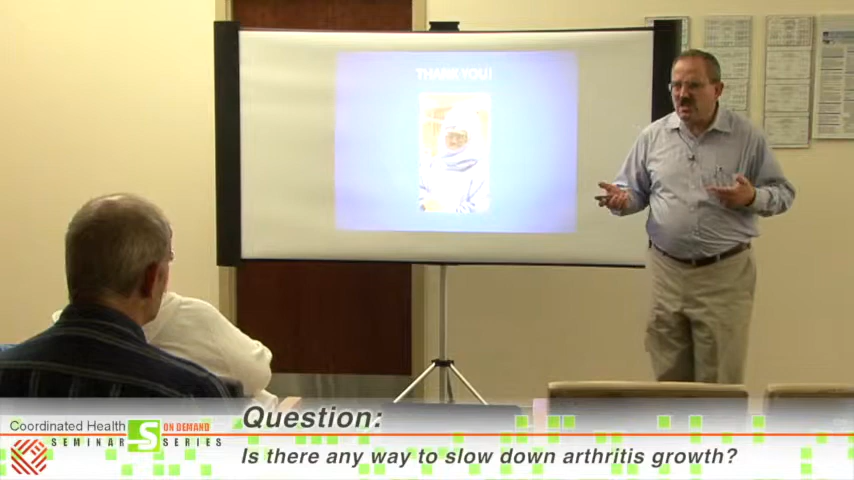 THANK YOU!
Question:
Coordinated Health
ON DEMAND
S
SEMINAR SERIES
Is there any way to slow down arthritis growth?